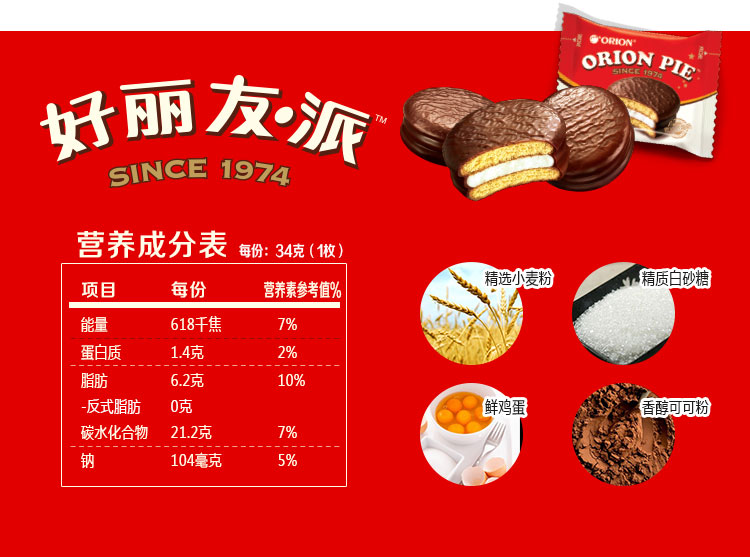 ORION
ORION PIE
SINCE 1974
好丽友·派™
SINCE 1974
营养成分表 每份：34克（1枚）
项目 每份 营养素参考值%
能量 618千焦 7%
蛋白质 1.4克 2%
脂肪 6.2克 10%
-反式脂肪 0克
碳水化合物 21.2克 7%
钠 104毫克 5%
精选小麦粉
精质白砂糖
鲜鸡蛋
香醇可可粉